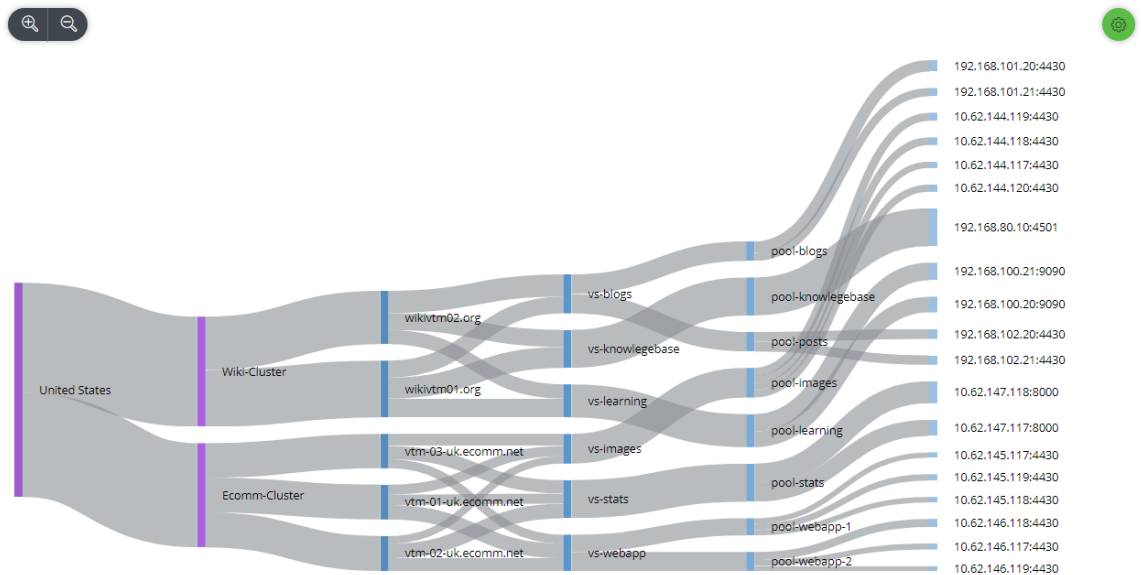 United States
Wiki-Cluster
Ecomm-Cluster
wikivtm02.org
wikivtm01.org
vtm-03-uk.ecomm.net
vtm-01-uk.ecomm.net
vtm-02-uk.ecomm.net
vs-blogs
vs-knowlegebase
vs-learning
vs-images
vs-stats
vs-webapp
pool-blogs
pool-knowlegebase
pool-posts
pool-images
pool-learning
pool-stats
pool-webapp-1
pool-webapp-2
192.168.101.20:4430
192.168.101.21:4430
10.62.144.119:4430
10.62.144.118:4430
10.62.144.117:4430
10.62.144.120:4430
192.168.80.10:4501
192.168.100.21:9090
192.168.100.20:9090
192.168.102.20:4430
192.168.102.21:4430
10.62.147.118:8000
10.62.147.117:8000
10.62.145.117:4430
10.62.145.119:4430
10.62.145.118:4430
10.62.146.118:4430
10.62.146.117:4430
10.62.146.119:4430